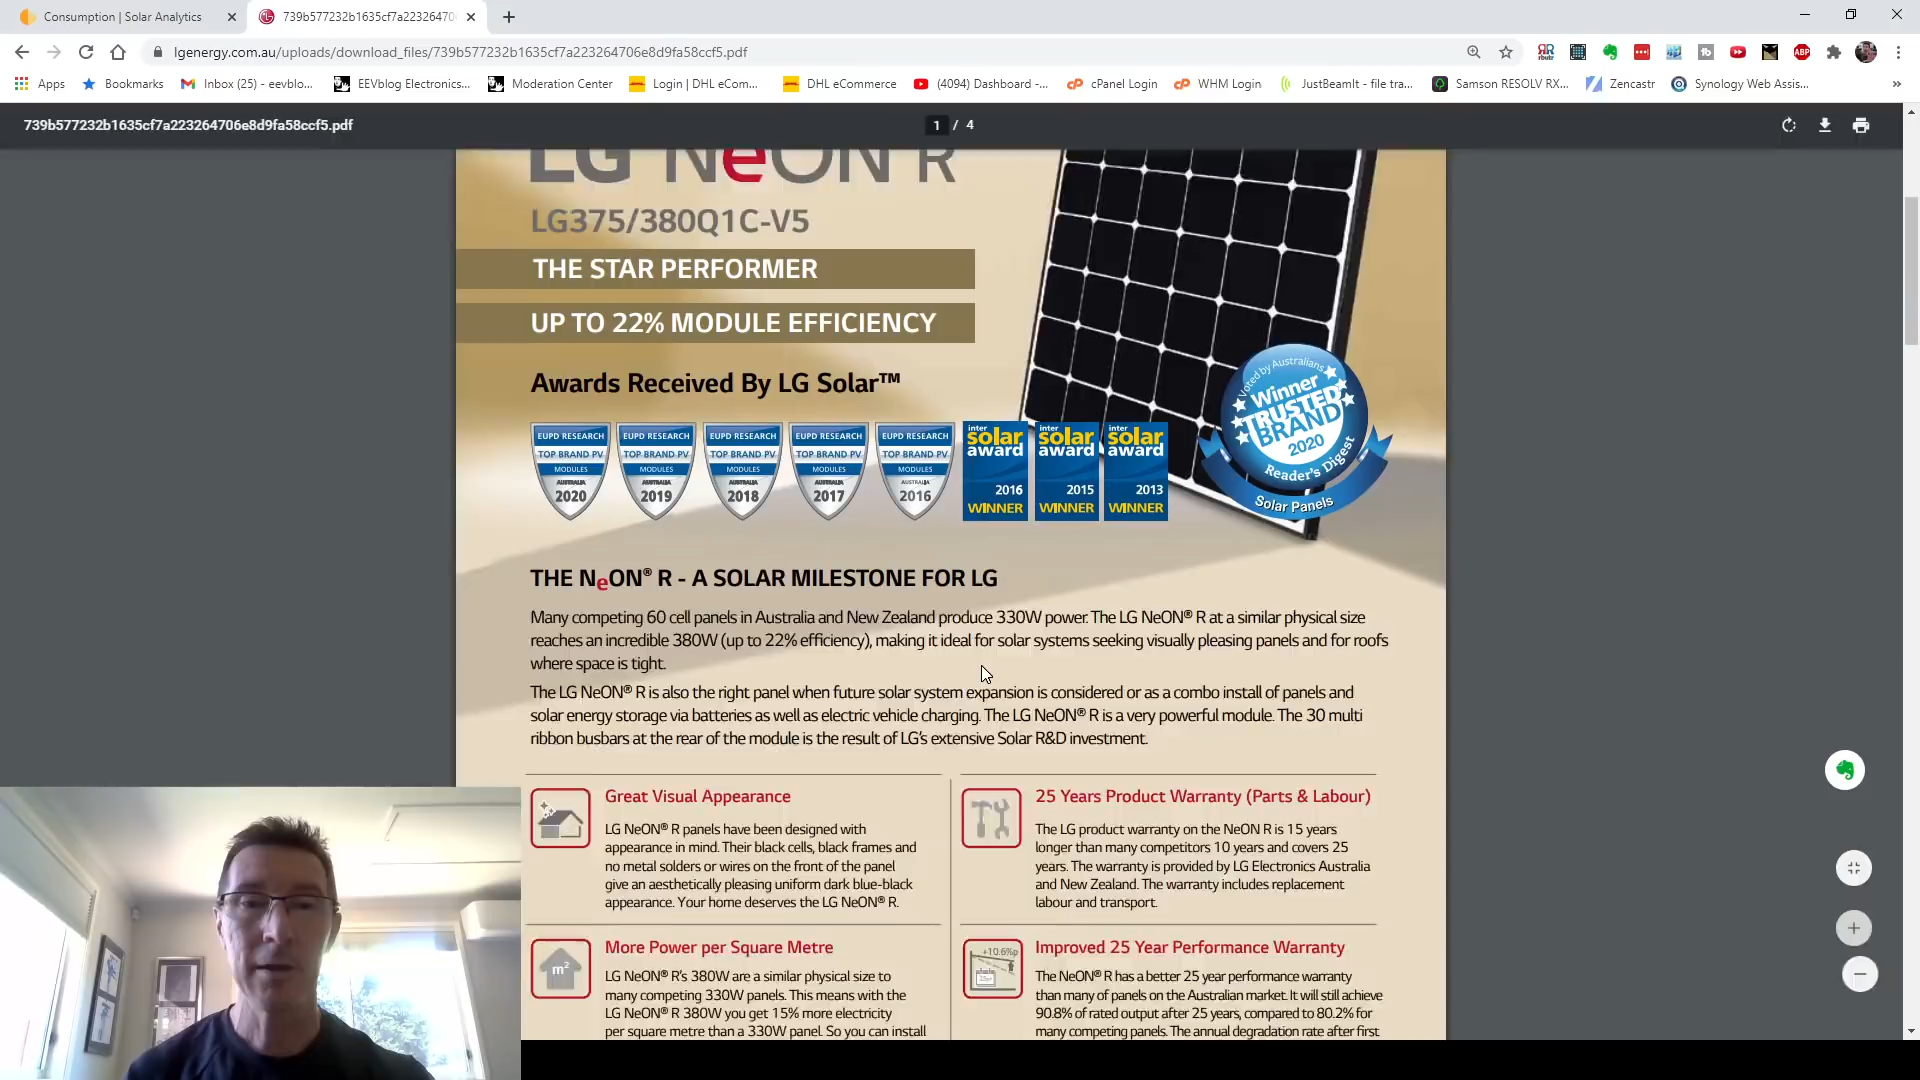 Consumption | Solar Analytics
739b577232b1635cf7a22326470
lgenergy.com.au/uploads/download_files/739b577232b1635cf7a223264706e8d9fa58ccf5.pdf
Apps
Bookmarks
Inbox (25) - eevblo...
EEVblog Electronics...
Moderation Center
Login | DHL eCom...
DHL eCommerce
(4094) Dashboard -...
cPanel Login
WHM Login
JustBeamIt - file tra...
Samson RESOLV RX...
Zencastr
Synology Web Assis...
739b577232b1635cf7a223264706e8d9fa58ccf5.pdf
1 / 4
LG NeON R
LG375/380Q1C-V5
THE STAR PERFORMER
UP TO 22% MODULE EFFICIENCY
Awards Received By LG Solar™
EUPD RESEARCH
TOP BRAND PV
MODULES
AUSTRALIA
2020
EUPD RESEARCH
TOP BRAND PV
MODULES
AUSTRALIA
2019
EUPD RESEARCH
TOP BRAND PV
MODULES
AUSTRALIA
2018
EUPD RESEARCH
TOP BRAND PV
MODULES
AUSTRALIA
2017
EUPD RESEARCH
TOP BRAND PV
MODULES
AUSTRALIA
2016
inter
solar
award
2016
WINNER
inter
solar
award
2015
WINNER
inter
solar
award
2013
WINNER
Voted by Australians
Winner
TRUSTED
BRAND
2020
Reader's Digest
Solar Panels
THE NeON® R - A SOLAR MILESTONE FOR LG
Many competing 60 cell panels in Australia and New Zealand produce 330W power. The LG NeON® R at a similar physical size
reaches an incredible 380W (up to 22% efficiency), making it ideal for solar systems seeking visually pleasing panels and for roofs
where space is tight.
The LG NeON® R is also the right panel when future solar system expansion is considered or as a combo install of panels and
solar energy storage via batteries as well as electric vehicle charging. The LG NeON® R is a very powerful module. The 30 multi
ribbon busbars at the rear of the module is the result of LG's extensive Solar R&D investment.
Great Visual Appearance
LG NeON® R panels have been designed with
appearance in mind. Their black cells, black frames and
no metal solders or wires on the front of the panel
give an aesthetically pleasing uniform dark blue-black
appearance. Your home deserves the LG NeON® R.
25 Years Product Warranty (Parts & Labour)
The LG product warranty on the NeON R is 15 years
longer than many competitors 10 years and covers 25
years. The warranty is provided by LG Electronics Australia
and New Zealand. The warranty includes replacement
labour and transport.
m²
More Power per Square Metre
LG NeON® R's 380W are a similar physical size to
many competing 330W panels. This means with the
LG NeON® R 380W you get 15% more electricity
per square metre than a 330W panel. So you can install
+10.6%p
Improved 25 Year Performance Warranty
The NeON® R has a better 25 year performance warranty
than many of panels on the Australian market. It will still achieve
90.8% of rated output after 25 years, compared to 80.2% for
many competing panels. The annual degradation rate after first